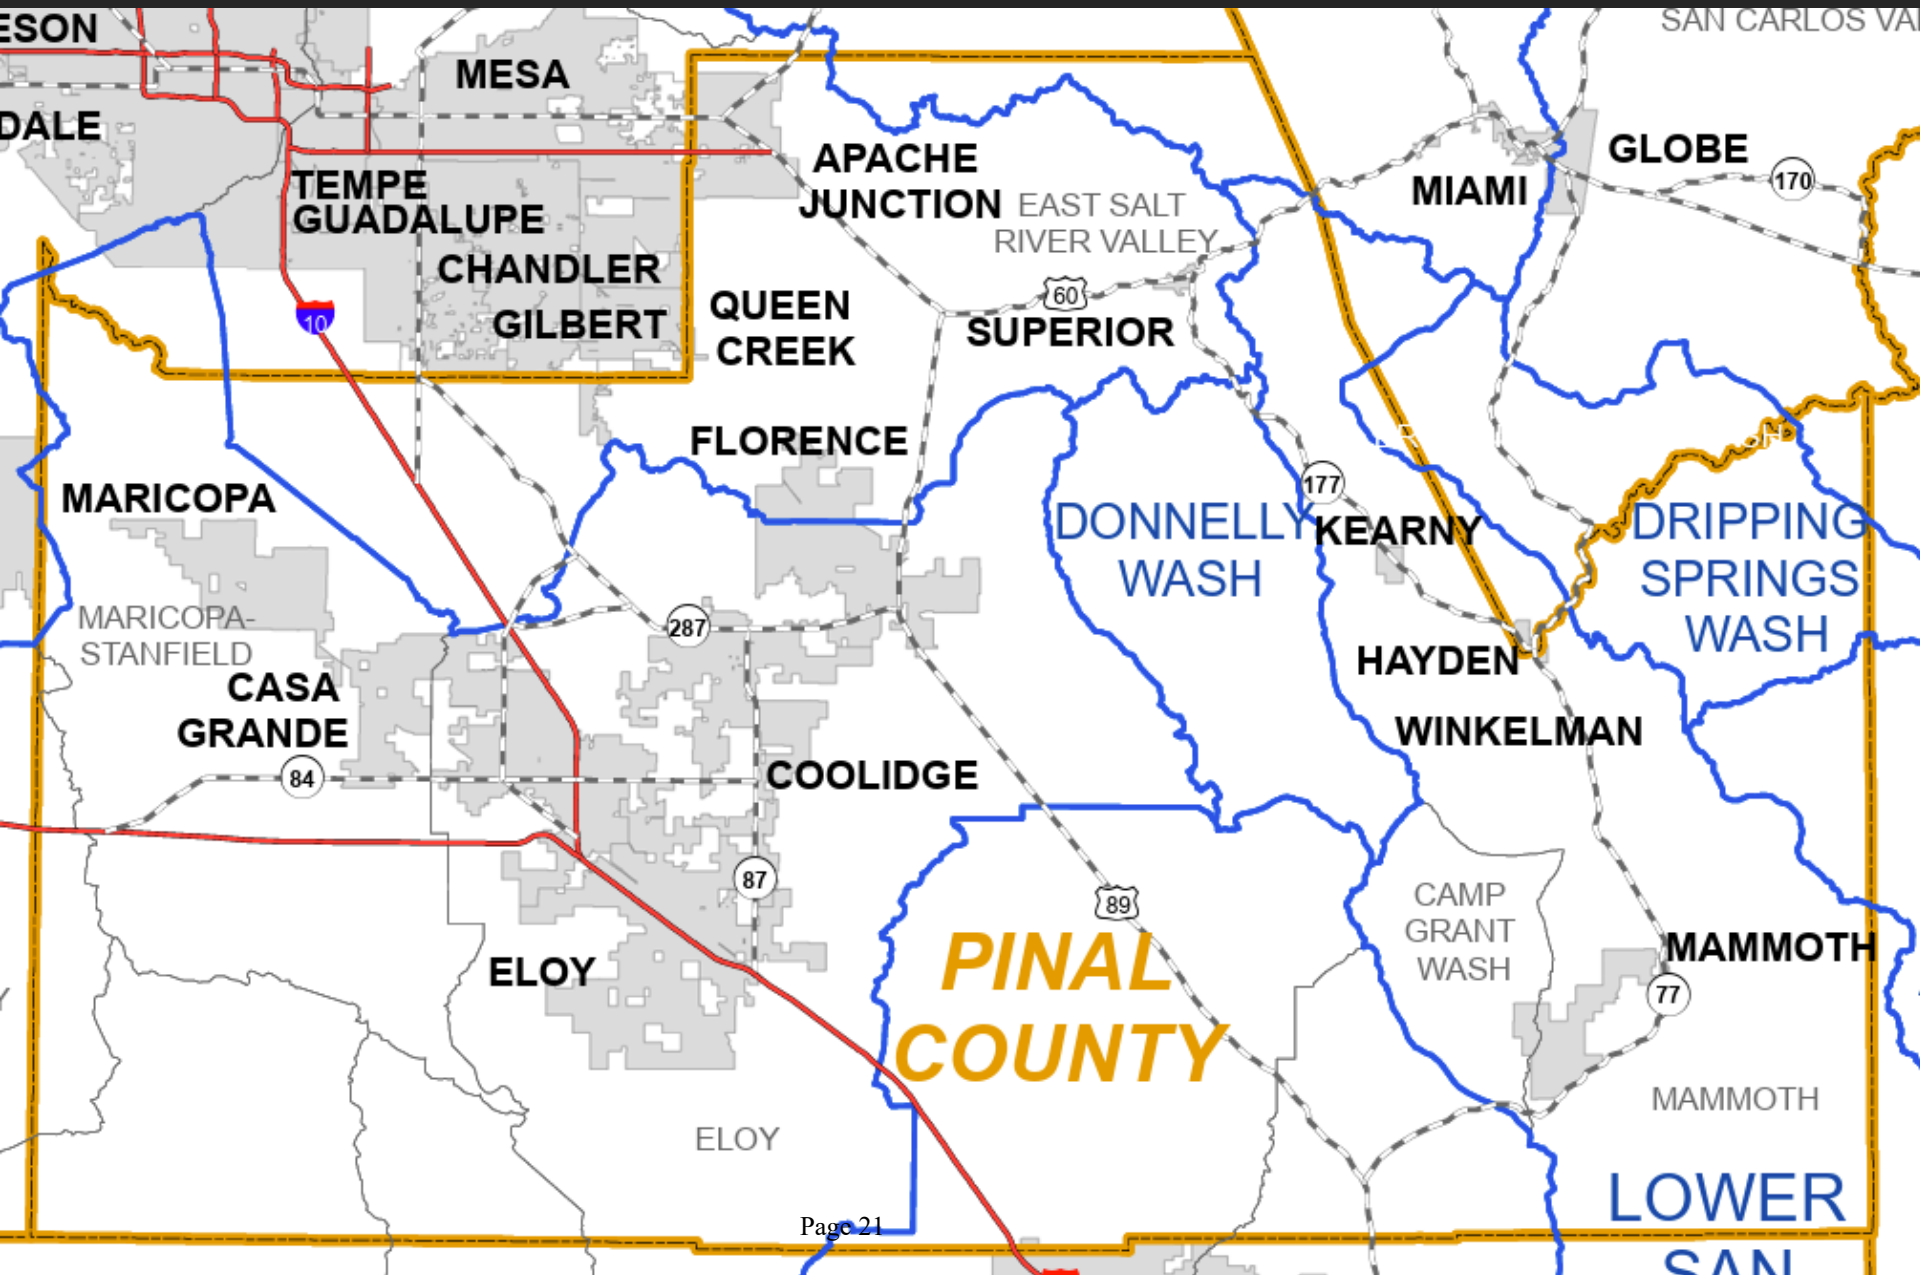 SAN CARLOS VAL
ESON
MESA
DALE
APACHE
JUNCTION
GLOBE
170
MIAMI
TEMPE
GUADALUPE
EAST SALT
RIVER VALLEY
CHANDLER
10
GILBERT
QUEEN
CREEK
60
SUPERIOR
FLORENCE
MARICOPA
177
DONNELLY
WASH
KEARNY
DRIPPING
SPRINGS
WASH
MARICOPA-
STANFIELD
287
HAYDEN
CASA
GRANDE
WINKELMAN
84
COOLIDGE
87
89
CAMP
GRANT
WASH
PINAL
COUNTY
MAMMOTH
77
ELOY
MAMMOTH
ELOY
LOWER
SAN
Page 21